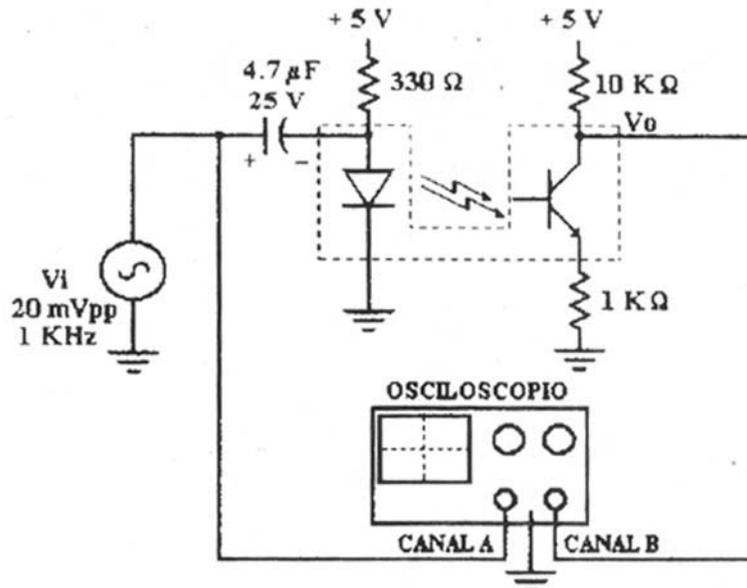 + 5 V
+ 5 V
4.7 µF
25 V
330 Ω
10 K Ω
Vo
+
−
Vi
20 mVpp
1 KHz
1 K Ω
OSCILOSCOPIO
CANAL A
CANAL B